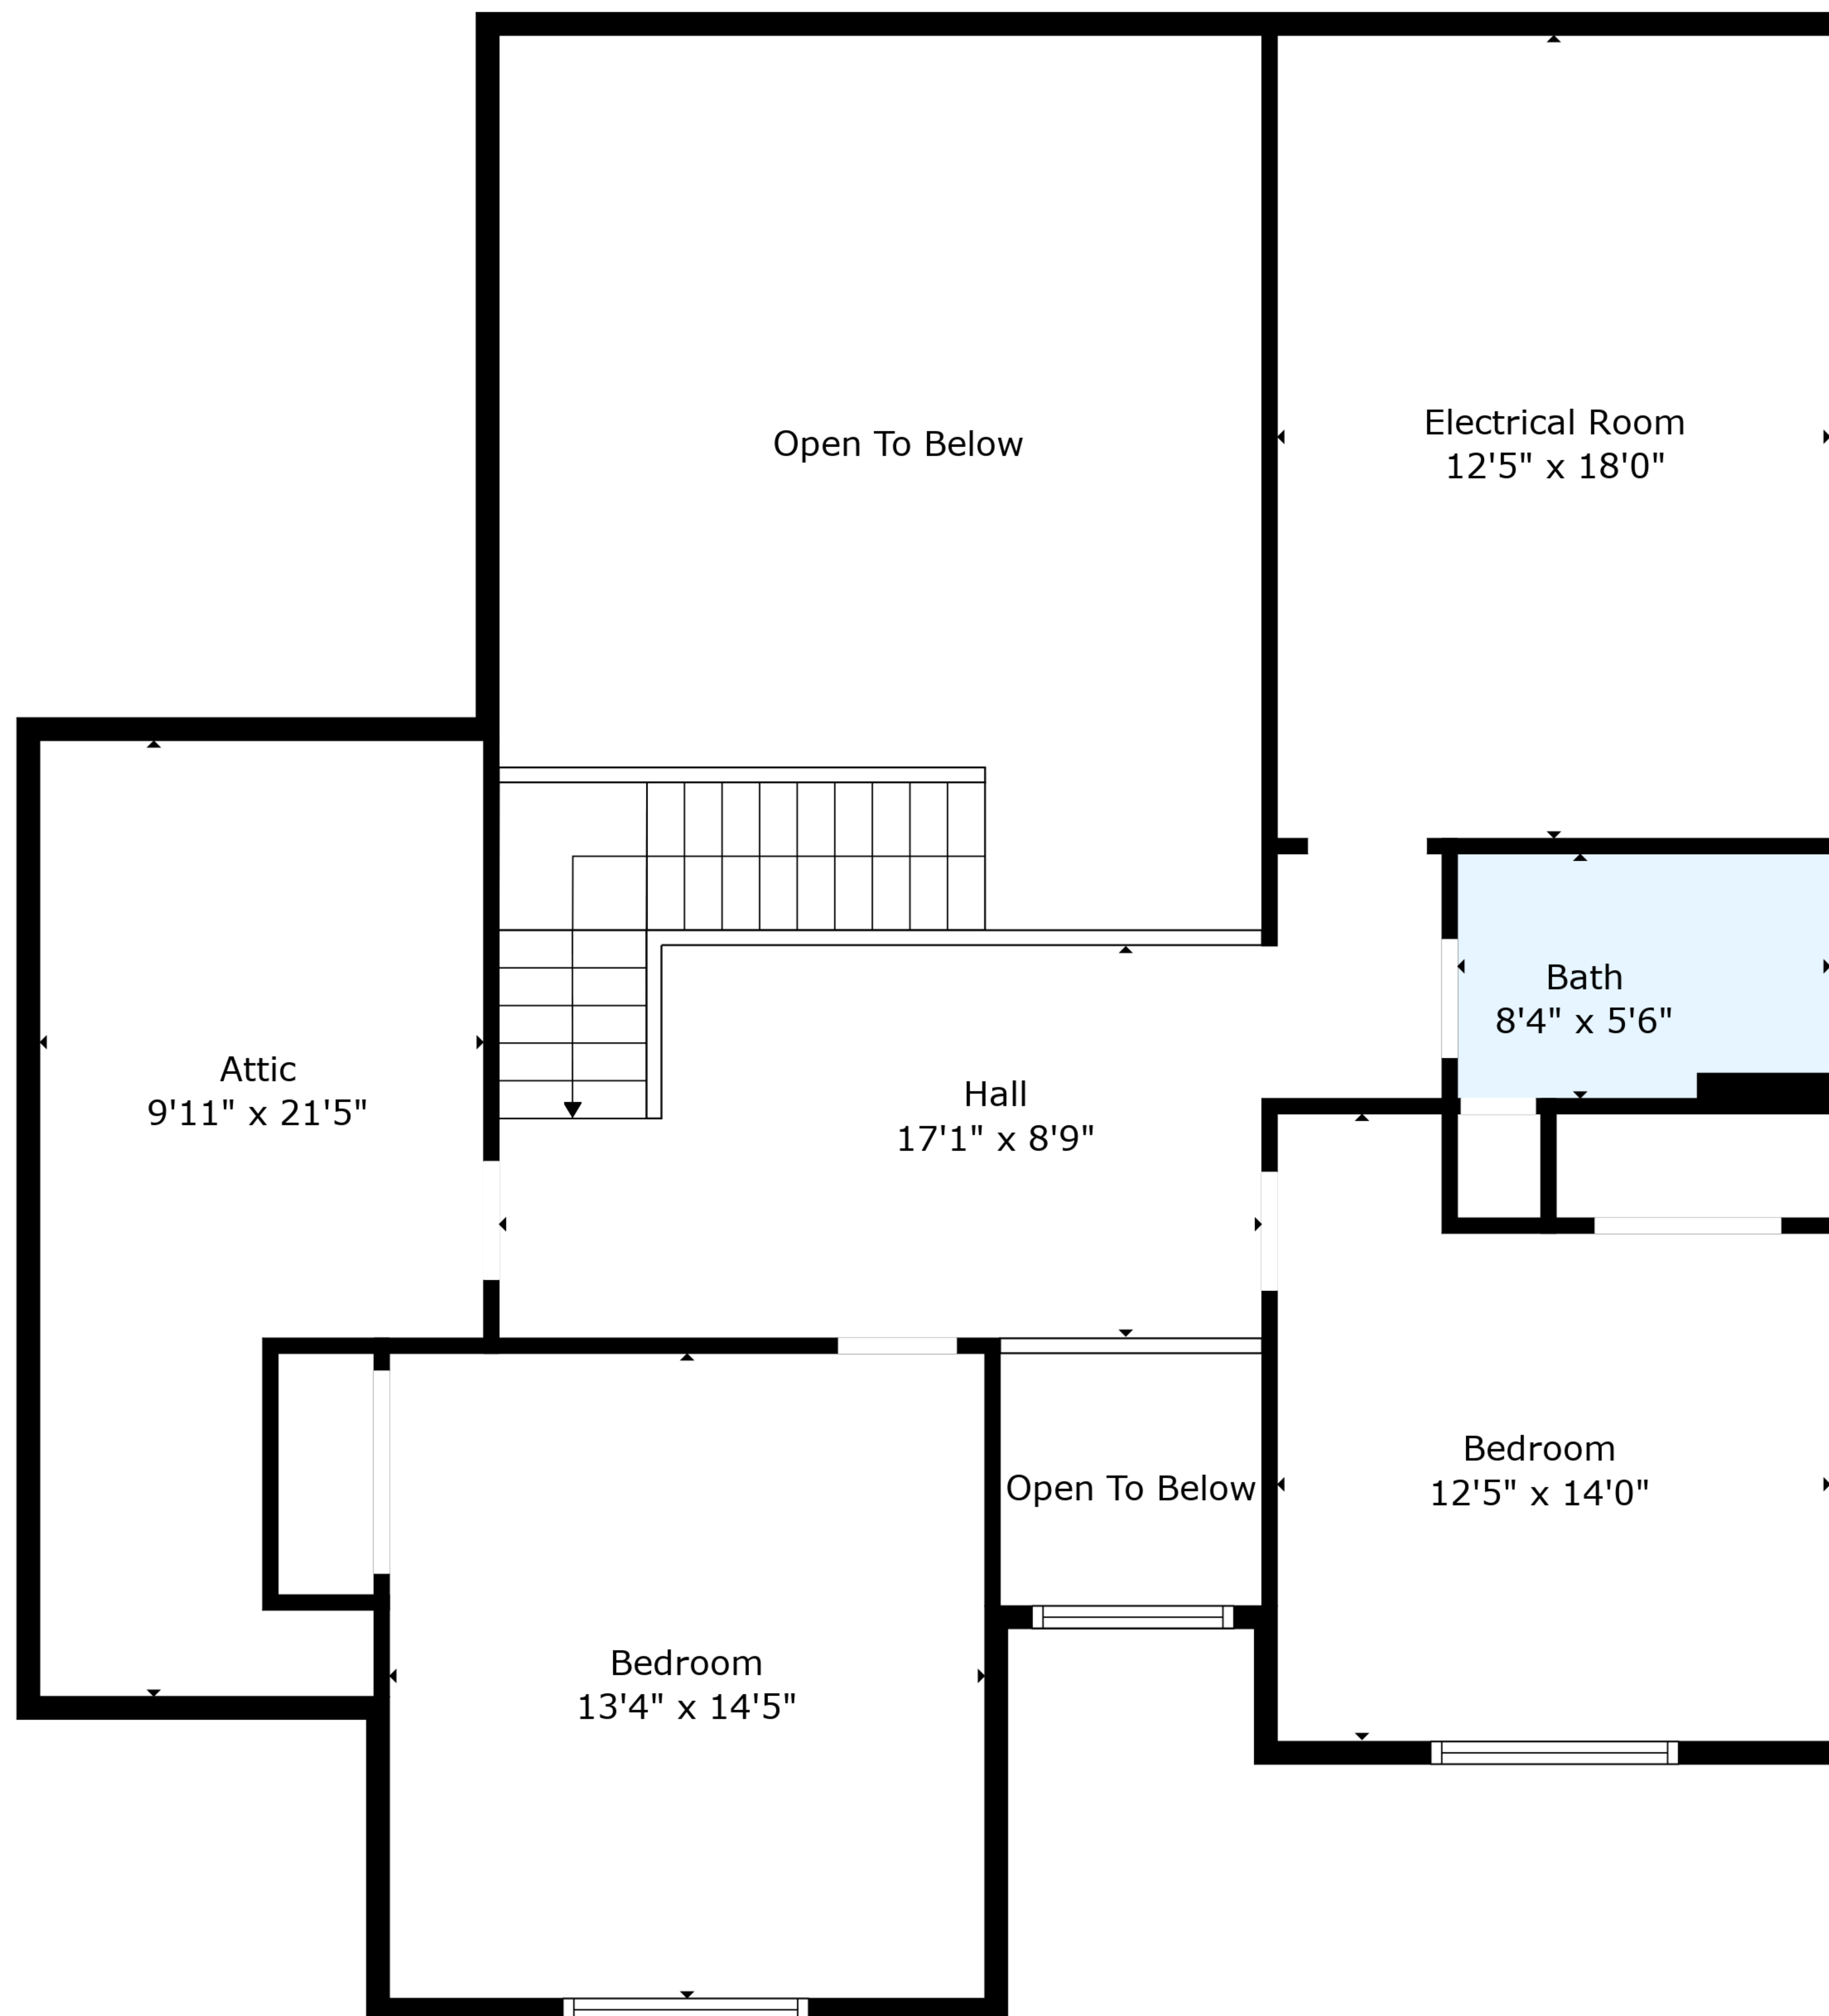 Open To Below
Electrical Room
12'5" x 18'0"
Bath
8'4" x 5'6"
Attic
9'11" x 21'5"
Hall
17'1" x 8'9"
Bedroom
12'5" x 14'0"
Open To Below
Bedroom
13'4" x 14'5"